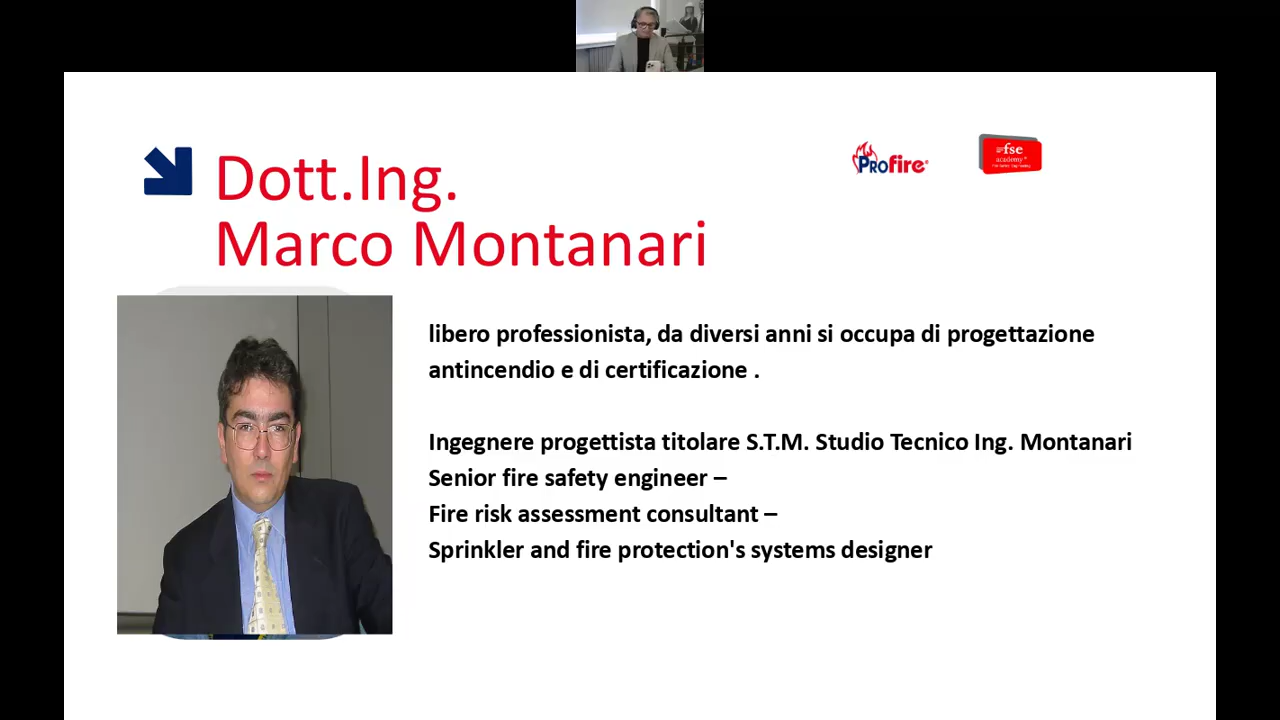 Dott.Ing.
Marco Montanari
PROfire®
fse
academy®
libero professionista, da diversi anni si occupa di progettazione
antincendio e di certificazione .
Ingegnere progettista titolare S.T.M. Studio Tecnico Ing. Montanari
Senior fire safety engineer –
Fire risk assessment consultant –
Sprinkler and fire protection's systems designer